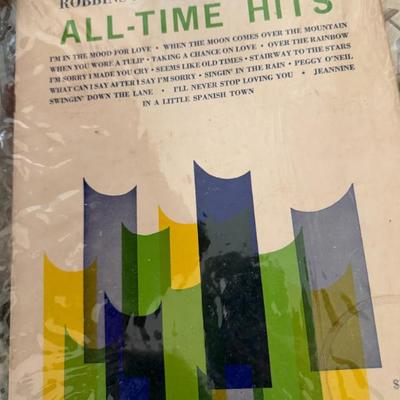 ROBBINS
ALL-TIME HITS
I'M IN THE MOOD FOR LOVE • WHEN THE MOON COMES OVER THE MOUNTAIN
WHEN YOU WORE A TULIP • TAKING A CHANCE ON LOVE • OVER THE RAINBOW
I'M SORRY I MADE YOU CRY • SEEMS LIKE OLD TIMES • STAIRWAY TO THE STARS
WHAT CAN I SAY AFTER I SAY I'M SORRY • SINGIN' IN THE RAIN • PEGGY O'NEIL
SWINGIN' DOWN THE LANE • I'LL NEVER STOP LOVING YOU • JEANNINE
IN A LITTLE SPANISH TOWN